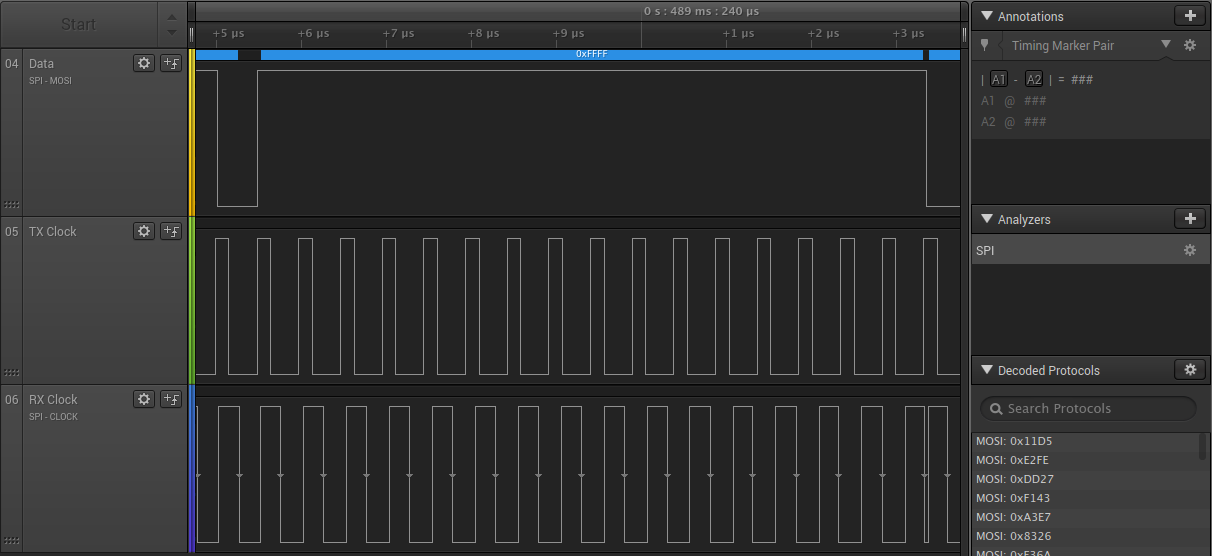 Start
0 s : 489 ms : 240 µs
+5 µs +6 µs +7 µs +8 µs +9 µs +1 µs +2 µs +3 µs
04 Data
SPI - MOSI
0xFFFF
05 TX Clock
06 RX Clock
SPI - CLOCK
Annotations
Timing Marker Pair
| A1 - A2 | = ###
A1 @ ###
A2 @ ###
Analyzers
SPI
Decoded Protocols
Search Protocols
MOSI: 0x11D5
MOSI: 0xE2FE
MOSI: 0xDD27
MOSI: 0xF143
MOSI: 0xA3E7
MOSI: 0x8326
MOSI: 0xF36A